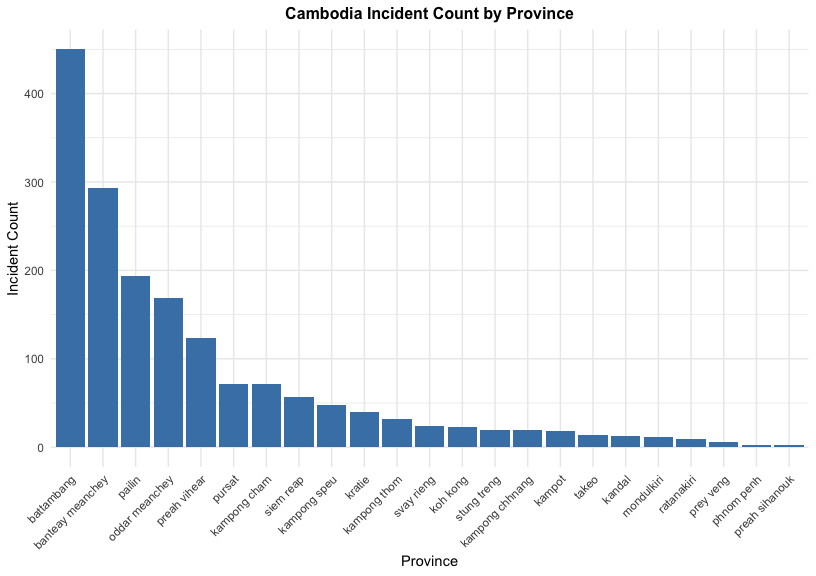 Cambodia Incident Count by Province
Incident Count
400
300
200
100
0
battambang
banteay meanchey
pailin
oddar meanchey
preah vihear
pursat
kampong cham
siem reap
kampong speu
kratie
kampong thom
svay rieng
koh kong
stung treng
kampong chhnang
kampot
takeo
kandal
mondulkiri
ratanakiri
prey veng
phnom penh
preah sihanouk
Province